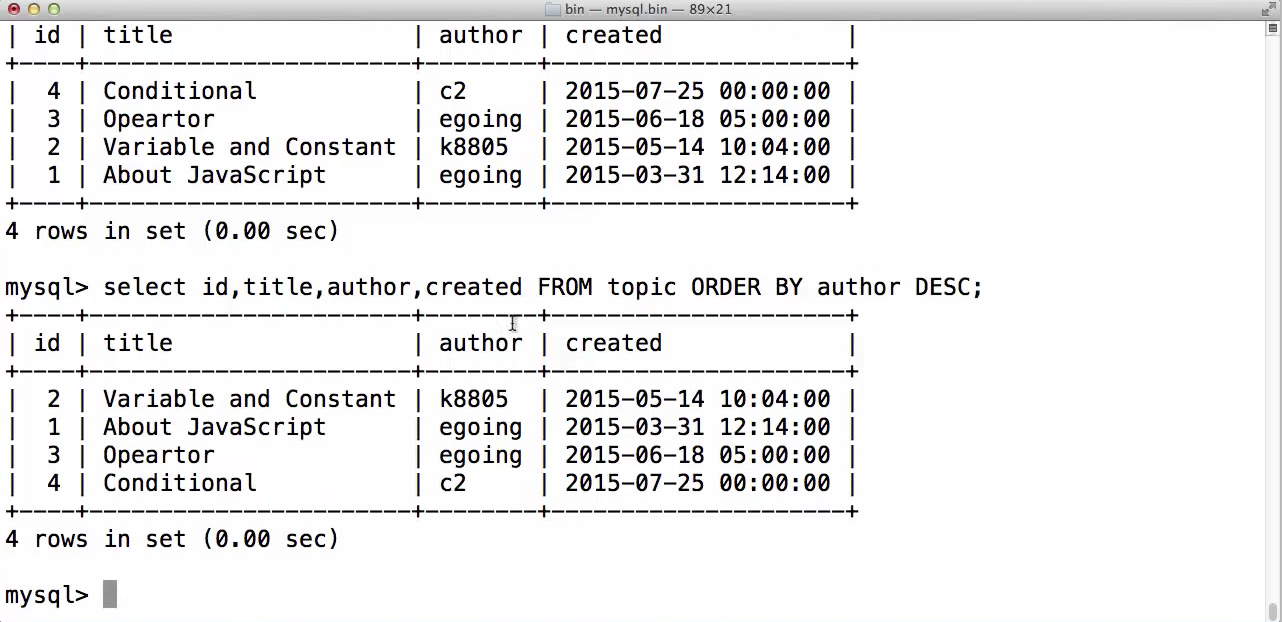 bin — mysql.bin — 89×21
| id | title                 | author | created             |
+----+-----------------------+--------+---------------------+
|  4 | Conditional           | c2     | 2015-07-25 00:00:00 |
|  3 | Opeartor              | egoing | 2015-06-18 05:00:00 |
|  2 | Variable and Constant | k8805  | 2015-05-14 10:04:00 |
|  1 | About JavaScript      | egoing | 2015-03-31 12:14:00 |
+----+-----------------------+--------+---------------------+
4 rows in set (0.00 sec)
mysql> select id,title,author,created FROM topic ORDER BY author DESC;
+----+-----------------------+--------+---------------------+
| id | title                 | author | created             |
+----+-----------------------+--------+---------------------+
|  2 | Variable and Constant | k8805  | 2015-05-14 10:04:00 |
|  1 | About JavaScript      | egoing | 2015-03-31 12:14:00 |
|  3 | Opeartor              | egoing | 2015-06-18 05:00:00 |
|  4 | Conditional           | c2     | 2015-07-25 00:00:00 |
+----+-----------------------+--------+---------------------+
4 rows in set (0.00 sec)
mysql>